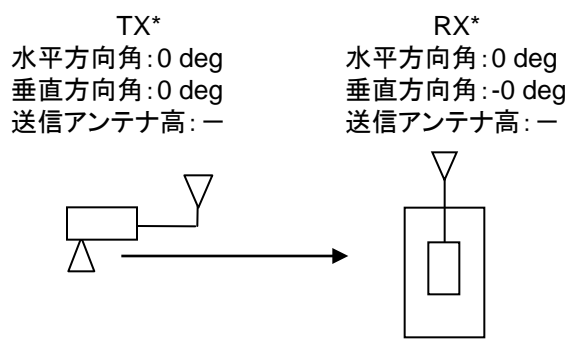 TX*
水平方向角:0 deg
垂直方向角:0 deg
送信アンテナ高:－
RX*
水平方向角:0 deg
垂直方向角:-0 deg
送信アンテナ高:－